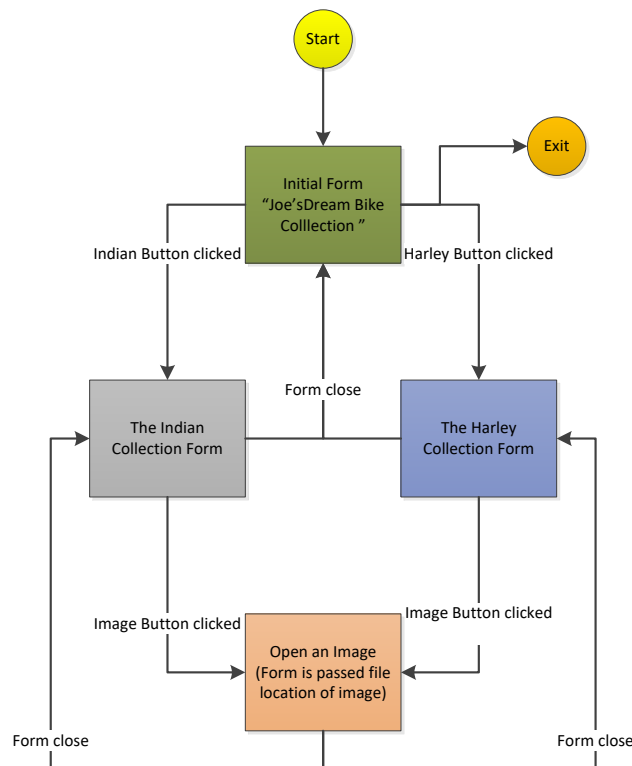 Start
Exit
Initial Form
“Joe’sDream Bike
Colllection ”
Indian Button clicked
Harley Button clicked
Form close
The Indian
Collection Form
The Harley
Collection Form
Image Button clicked
Image Button clicked
Open an Image
(Form is passed file
location of image)
Form close
Form close